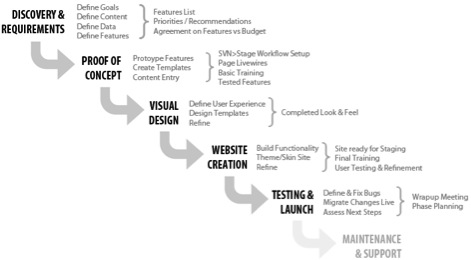 DISCOVERY &
REQUIREMENTS
Define Goals
Define Content
Define Data
Define Features
Features List
Priorities / Recommendations
Agreement on Features vs Budget
PROOF OF
CONCEPT
Protoype Features
Create Templates
Content Entry
SVN>Stage Workflow Setup
Page Livewires
Basic Training
Tested Features
VISUAL
DESIGN
Define User Experience
Design Templates
Refine
Completed Look & Feel
WEBSITE
CREATION
Build Functionality
Theme/Skin Site
Refine
Site ready for Staging
Final Training
User Testing & Refinement
TESTING &
LAUNCH
Define & Fix Bugs
Migrate Changes Live
Assess Next Steps
Wrapup Meeting
Phase Planning
MAINTENANCE
& SUPPORT